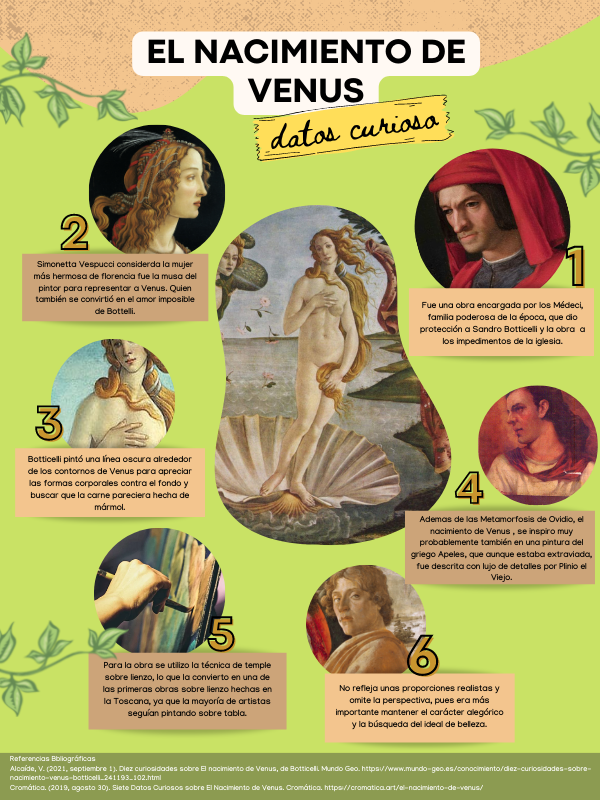 EL NACIMIENTO DE
VENUS
datos curioso
1
Fue una obra encargada por los Médeci,
familia poderosa de la época, que dio
protección a Sandro Botticelli y la obra a
los impedimentos de la iglesia.
2
Simonetta Vespucci considerda la mujer
más hermosa de florencia fue la musa del
pintor para representar a Venus. Quien
también se convirtió en el amor imposible
de Bottelli.
3
Botticelli pintó una línea oscura alrededor
de los contornos de Venus para apreciar
las formas corporales contra el fondo y
buscar que la carne pareciera hecha de
mármol.
4
Ademas de las Metamorfosis de Ovidio, el
nacimiento de Venus , se inspiro muy
probablemente también en una pintura del
griego Apeles, que aunque estaba extraviada,
fue descrita con lujo de detalles por Plinio el
Viejo.
5
Para la obra se utilizo la técnica de temple
sobre lienzo, lo que la convierto en una de
las primeras obras sobre lienzo hechas en
la Toscana, ya que la mayoría de artistas
seguían pintando sobre tabla.
6
No refleja unas proporciones realistas y
omite la perspectiva, pues era más
importante mantener el carácter alegórico
y la búsqueda del ideal de belleza.
Referencias Bbliográficas
Alcaíde, V. (2021, septiembre 1). Diez curiosidades sobre El nacimiento de Venus, de Botticelli. Mundo Geo. https://www.mundo-geo.es/conocimiento/diez-curiosidades-sobre-
nacimiento-venus-botticelli_241193_102.html
Cromática. (2019, agosto 30). Siete Datos Curiosos sobre El Nacimiento de Venus. Cromática. https://cromatica.art/el-nacimiento-de-venus/